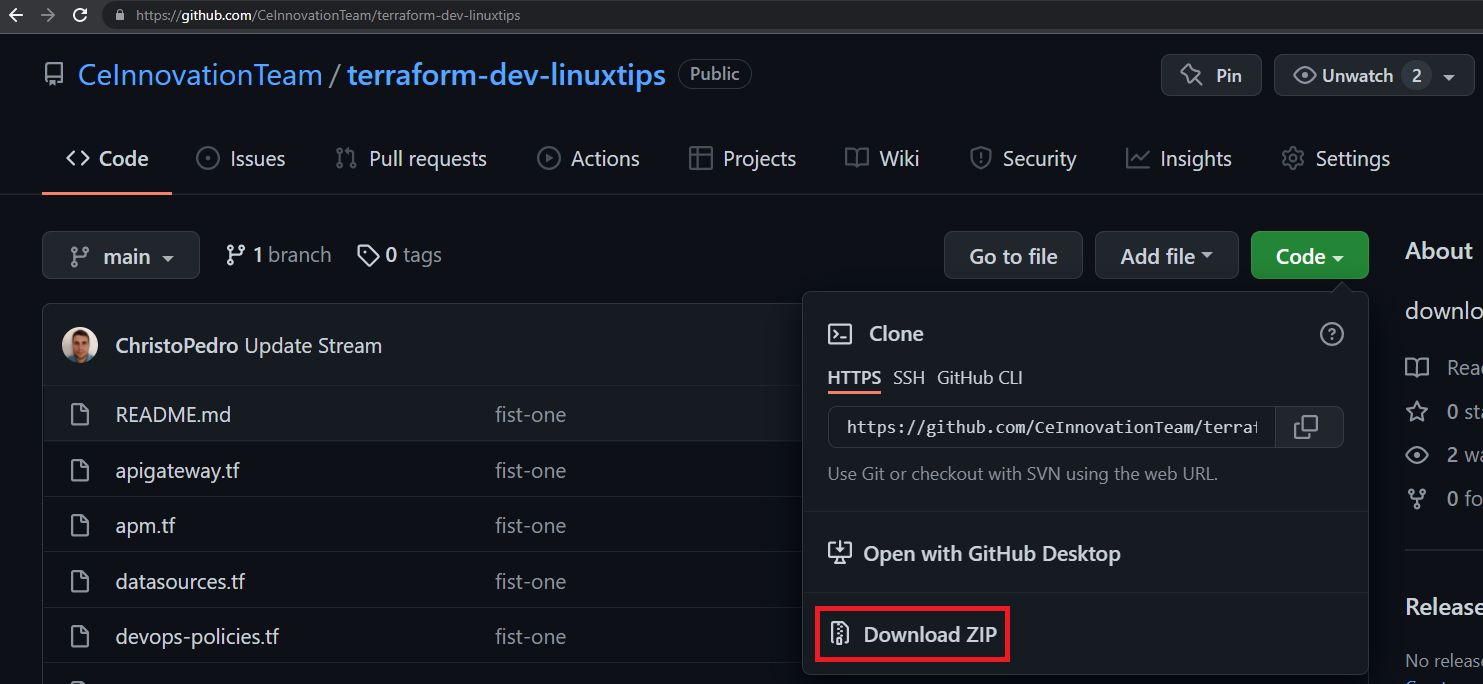 https://github.com/CeInnovationTeam/terraform-dev-linuxtips
CeInnovationTeam / terraform-dev-linuxtips Public
Pin
Unwatch 2
Code Issues Pull requests Actions Projects Wiki Security Insights Settings
main 1 branch 0 tags
Go to file Add file Code
About
downlo
Clone
ChristoPedro Update Stream
HTTPS SSH GitHub CLI
Rea
README.md fist-one
https://github.com/CeInnovationTeam/terraf
0 sta
2 wa
apigateway.tf fist-one
Use Git or checkout with SVN using the web URL.
0 fo
apm.tf fist-one
Open with GitHub Desktop
datasources.tf fist-one
Release
devops-policies.tf fist-one
Download ZIP
No release